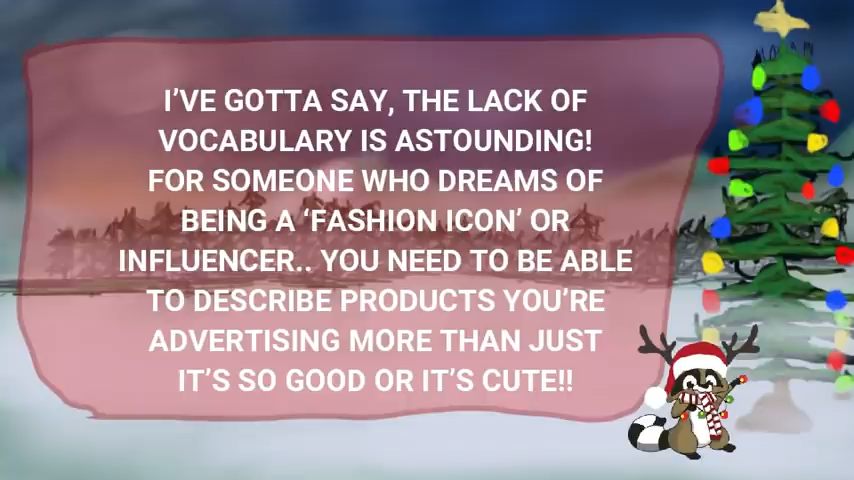 I'VE GOTTA SAY, THE LACK OF
VOCABULARY IS ASTOUNDING!
FOR SOMEONE WHO DREAMS OF
BEING A ‘FASHION ICON’ OR
INFLUENCER.. YOU NEED TO BE ABLE
TO DESCRIBE PRODUCTS YOU’RE
ADVERTISING MORE THAN JUST
IT’S SO GOOD OR IT’S CUTE!!